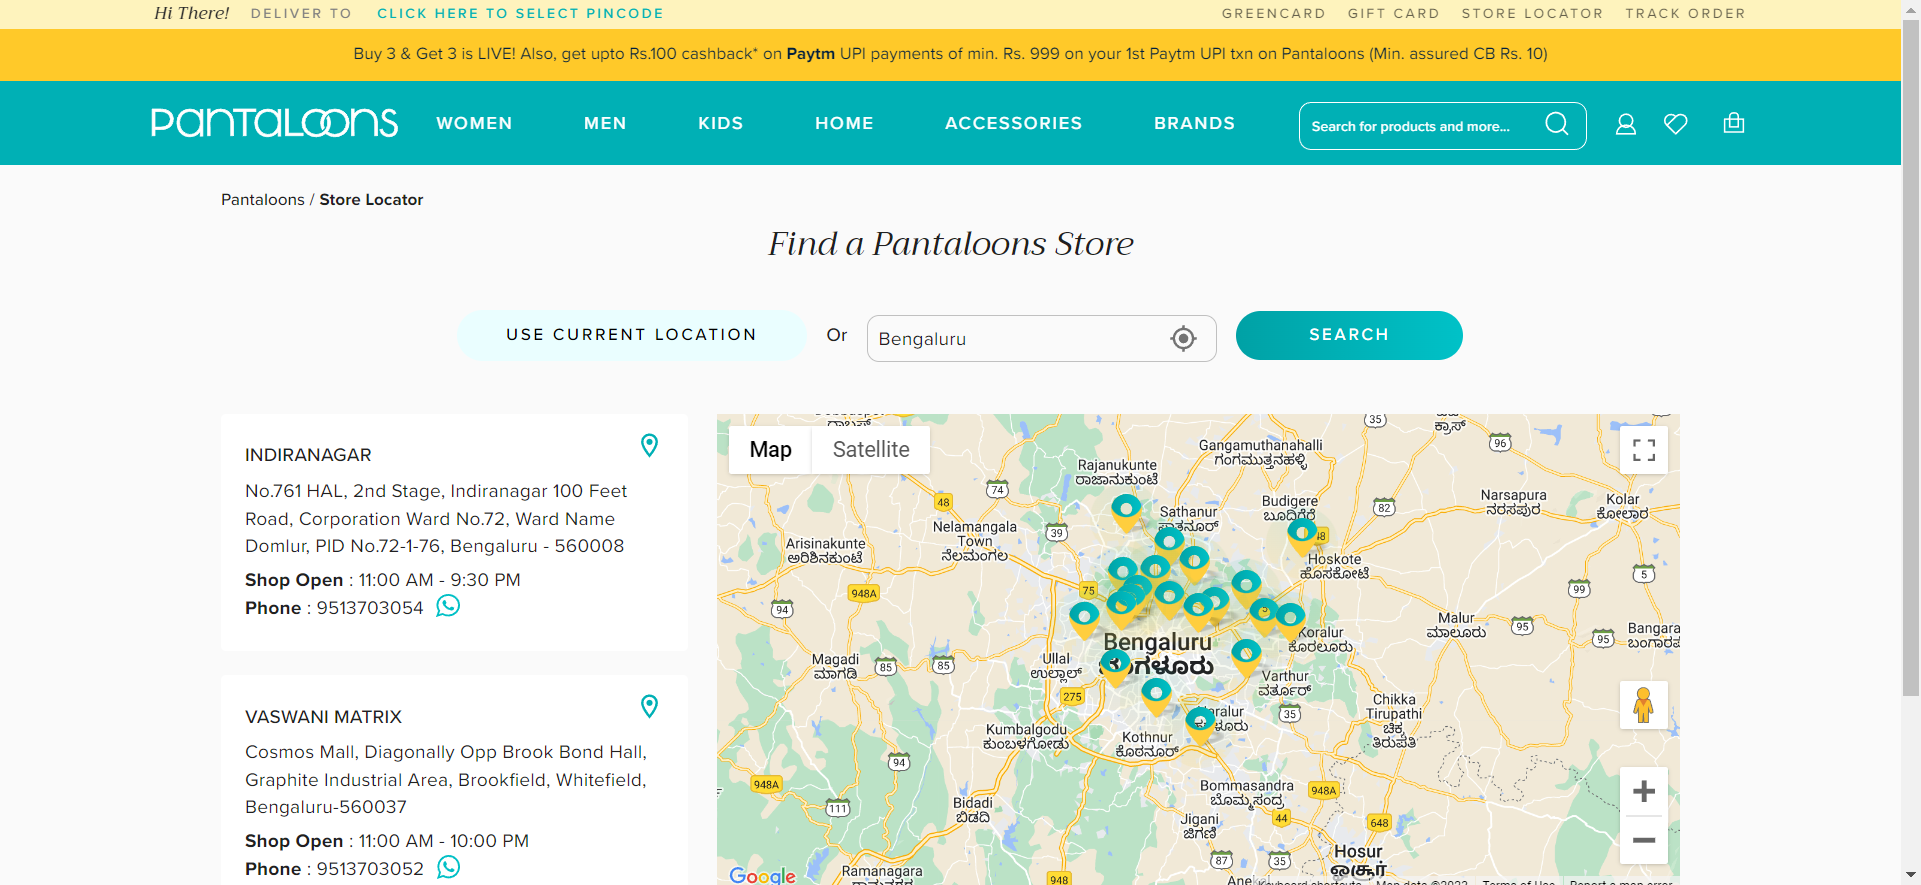 Hi There! DELIVER TO CLICK HERE TO SELECT PINCODE GREENCARD GIFT CARD STORE LOCATOR TRACK ORDER
Buy 3 & Get 3 is LIVE! Also, get upto Rs.100 cashback* on Paytm UPI payments of min. Rs. 999 on your 1st Paytm UPI txn on Pantaloons (Min. assured CB Rs. 10)
PANTALOONS WOMEN MEN KIDS HOME ACCESSORIES BRANDS Search for products and more...
Pantaloons / Store Locator
Find a Pantaloons Store
USE CURRENT LOCATION Or Bengaluru SEARCH
INDIRANAGAR
No.761 HAL, 2nd Stage, Indiranagar 100 Feet
Road, Corporation Ward No.72, Ward Name
Domlur, PID No.72-1-76, Bengaluru - 560008
Shop Open : 11:00 AM - 9:30 PM
Phone : 9513703054
VASWANI MATRIX
Cosmos Mall, Diagonally Opp Brook Bond Hall,
Graphite Industrial Area, Brookfield, Whitefield,
Bengaluru-560037
Shop Open : 11:00 AM - 10:00 PM
Phone : 9513703052
Map Satellite
35
96
Gangamuthanahalli
ಗಂಗಮುತ್ತನಹಳ್ಳಿ
Rajanukunte
ರಾಜಾನುಕುಂಟೆ
74
48
Budigere
ಬೂದಿಗೆರೆ
82
Narsapura
ನರಸಪುರ
Kolar
ಕೋಲಾರ
Sathanur
Nelamangala
Town
ನೆಲಮಂಗಲ
39
Arisinakunte
ಅರಿಶಿನಕುಂಟೆ
48
Hoskote
ಹೊಸಕೋಟೆ
5
99
75
948A
94
Malur
ಮಾಲೂರು
95
95
Bengaluru
Koralur
ಕೊರಲೂರು
Magadi
ಮಾಗಡಿ
85
85
Ullal
ಉಲ್ಲಾಳ್
Varthur
ವರ್ತೂರ್
275
35
Chikka
Tirupathi
ಚಿಕ್ಕ
ತಿರುಪತಿ
Kumbalgodu
ಕುಂಬಳಗೋಡು
Kothnur
ಕೊಠನೂರ್
94
948A
Bommasandra
ಬೊಮ್ಮಸಂದ್ರ
948A
111
Bidadi
ಬಿಡದಿ
44
648
Jigani
ಜಿಗಣಿ
87
35
Hosur
ஓசூர்
Ramanagara
948
Google